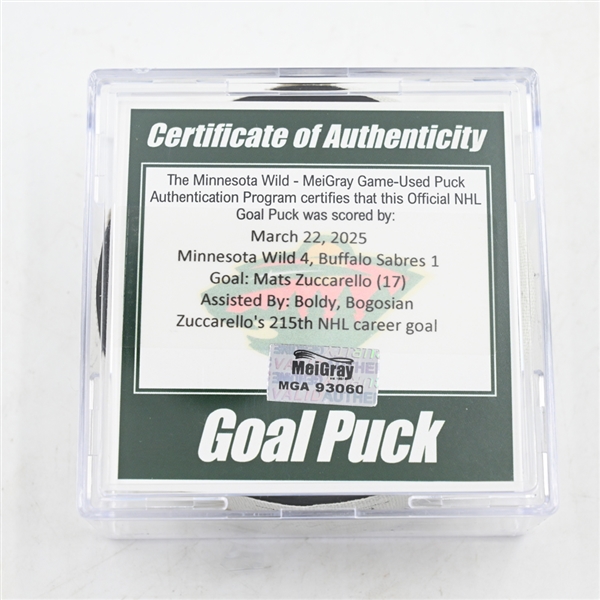 Certificate of Authenticity
The Minnesota Wild - MeiGray Game-Used Puck
Authentication Program certifies that this Official NHL
Goal Puck was scored by:
March 22, 2025
Minnesota Wild 4, Buffalo Sabres 1
Goal: Mats Zuccarello (17)
Assisted By: Boldy, Bogosian
Zuccarello's 215th NHL career goal
MeiGray
MGA 93060
Goal Puck